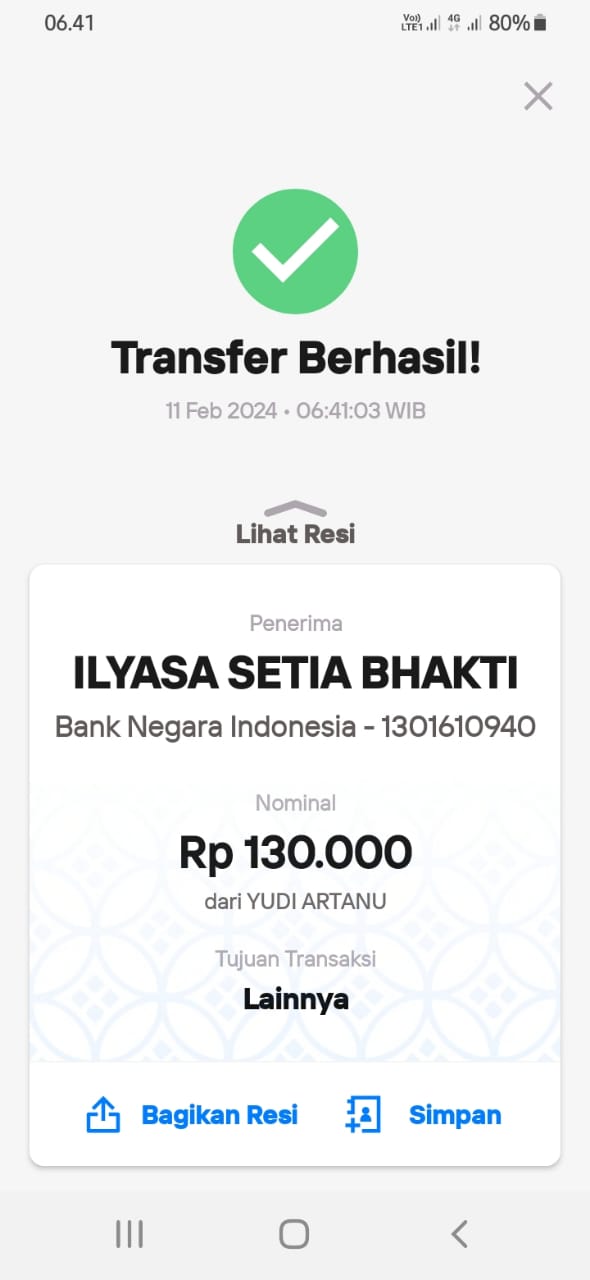 06.41
Vo)) LTE1 4G 80%
Transfer Berhasil!
11 Feb 2024 • 06:41:03 WIB
Lihat Resi
Penerima
ILYASA SETIA BHAKTI
Bank Negara Indonesia - 1301610940
Nominal
Rp 130.000
dari YUDI ARTANU
Tujuan Transaksi
Lainnya
Bagikan Resi Simpan